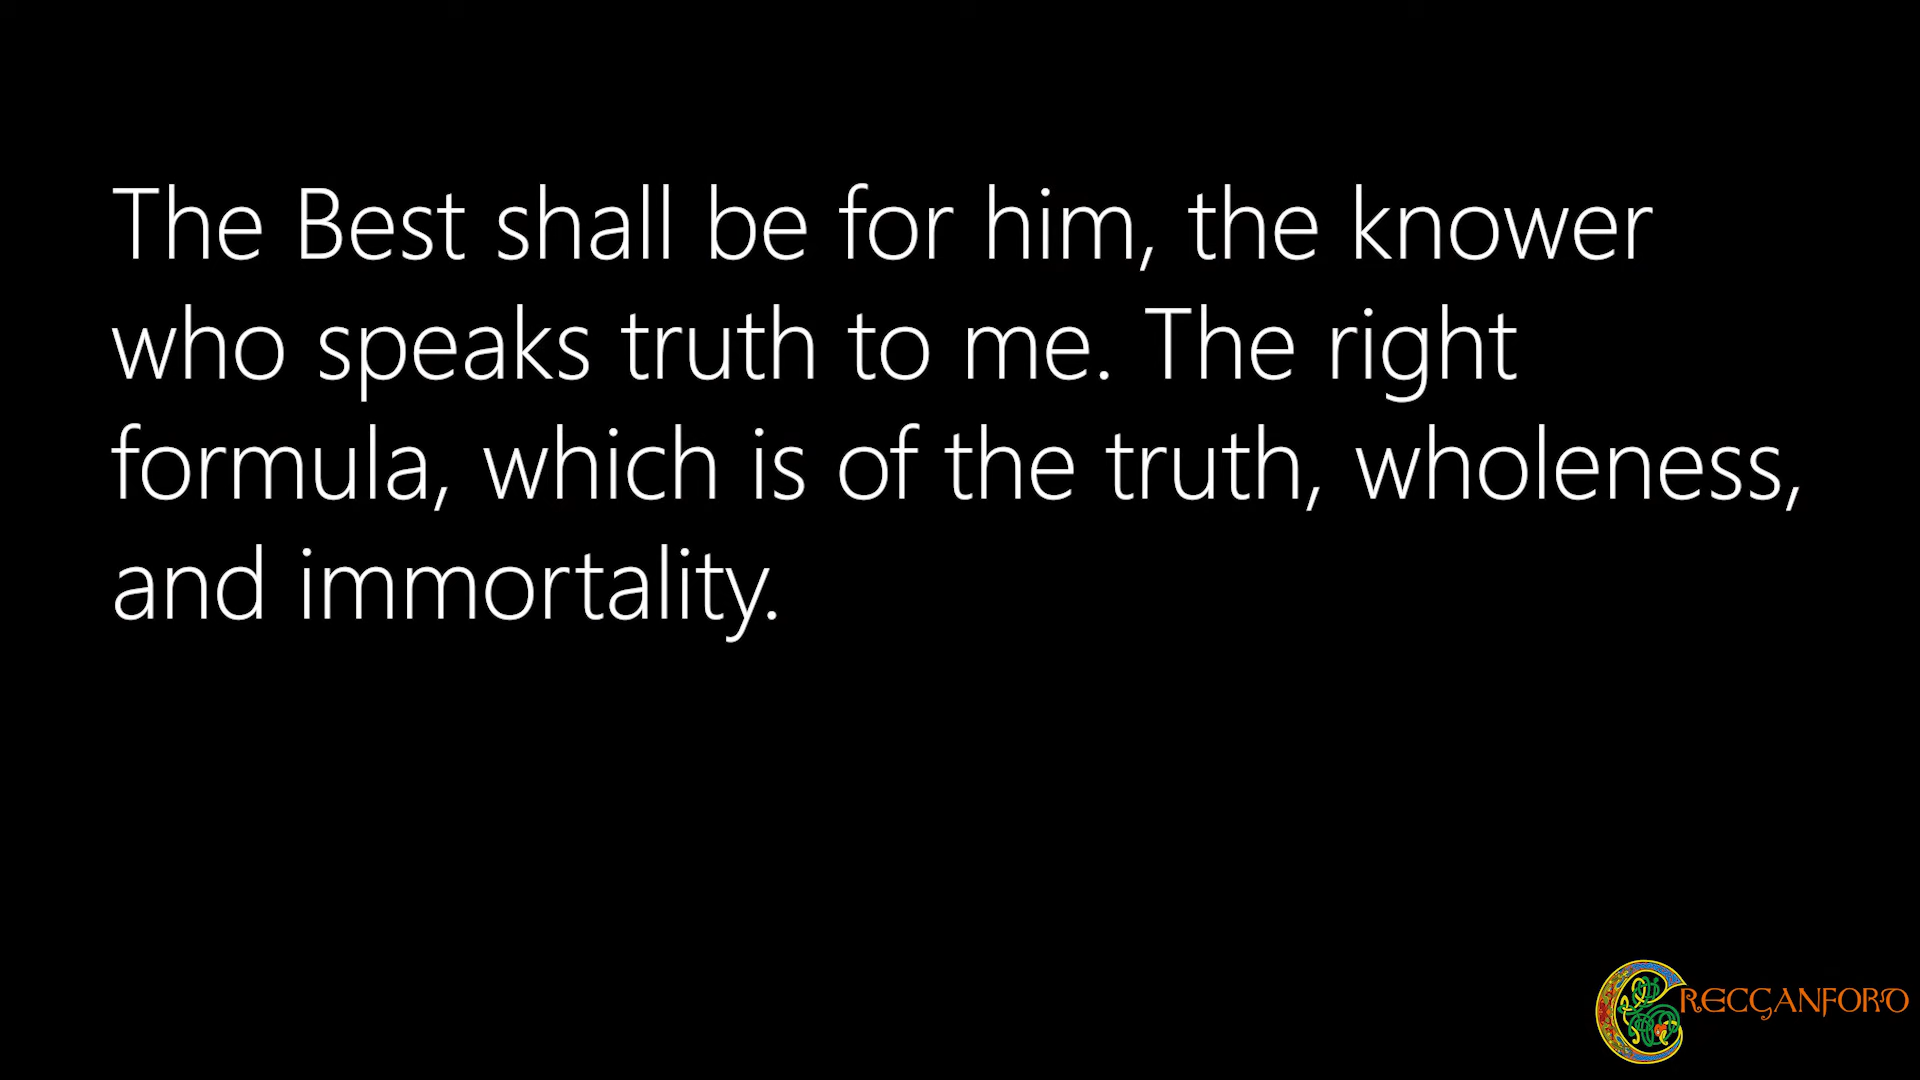 The Best shall be for him, the knower
who speaks truth to me. The right
formula, which is of the truth, wholeness,
and immortality.
CRECGANFORD